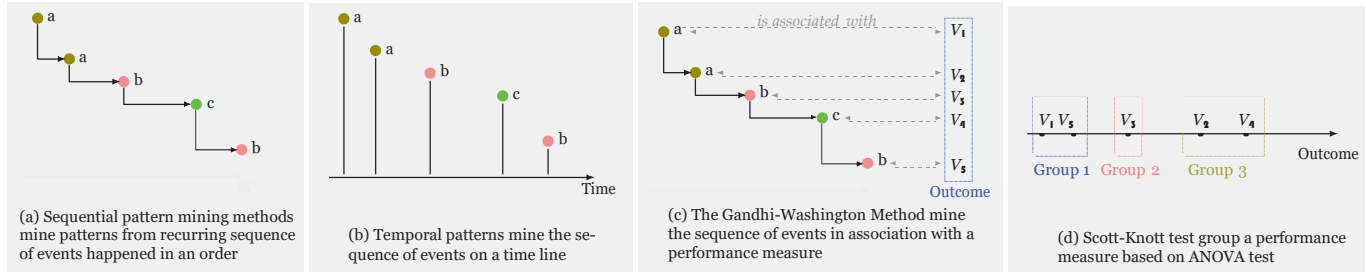 a
a
b
c
b
(a) Sequential pattern mining methods
mine patterns from recurring sequence
of events happened in an order
a
a
b
c
b
Time
(b) Temporal patterns mine the se-
quence of events on a time line
is associated with
a
V1
a
V2
b
V3
c
V4
b
V5
Outcome
(c) The Gandhi-Washington Method mine
the sequence of events in association with a
performance measure
V1 V5 V3 V2 V4
Outcome
Group 1 Group 2 Group 3
(d) Scott-Knott test group a performance
measure based on ANOVA test